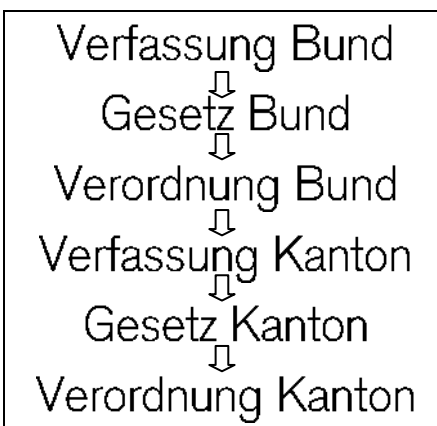 Verfassung Bund
Gesetz Bund
Verordnung Bund
Verfassung Kanton
Gesetz Kanton
Verordnung Kanton